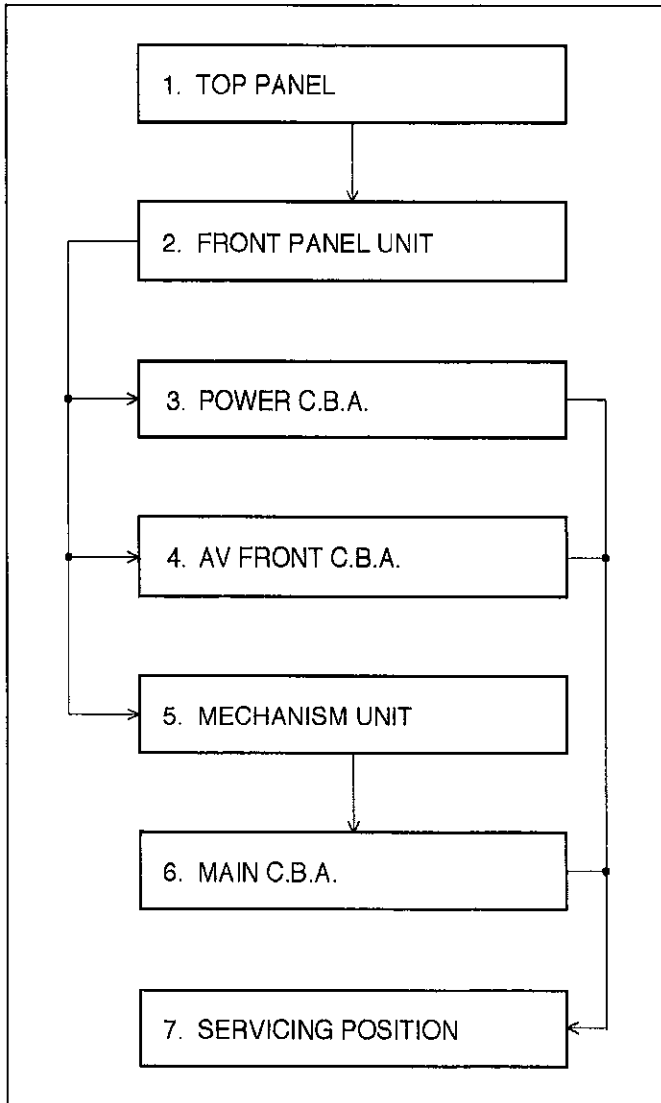 1. TOP PANEL
2. FRONT PANEL UNIT
3. POWER C.B.A.
4. AV FRONT C.B.A.
5. MECHANISM UNIT
6. MAIN C.B.A.
7. SERVICING POSITION